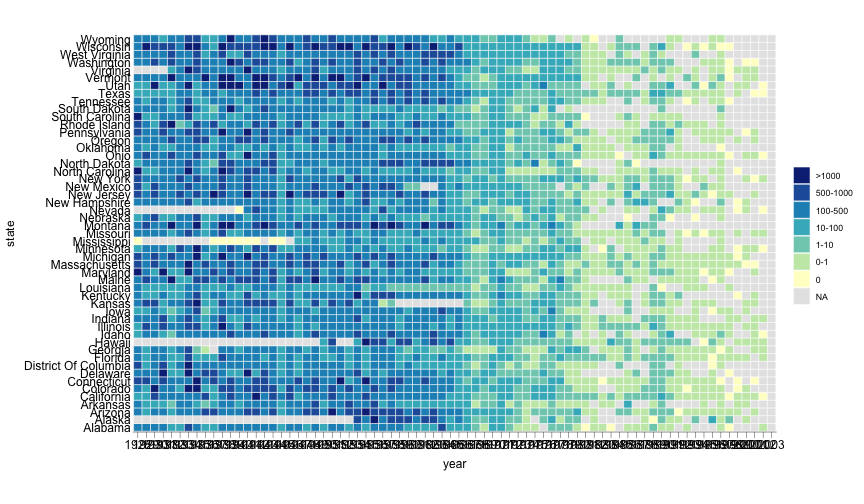 Wyoming
Wisconsin
West Virginia
Washington
Virginia
Vermont
Utah
Texas
Tennessee
South Dakota
South Carolina
Rhode Island
Pennsylvania
Oregon
Oklahoma
Ohio
North Dakota
North Carolina
New York
New Mexico
New Jersey
New Hampshire
Nevada
Nebraska
Montana
Missouri
Mississippi
Minnesota
Michigan
Massachusetts
Maryland
Maine
Louisiana
Kentucky
Kansas
Iowa
Indiana
Illinois
Idaho
Hawaii
Georgia
Florida
District Of Columbia
Delaware
Connecticut
Colorado
California
Arkansas
Arizona
Alaska
Alabama
state
year
>1000
500-1000
100-500
10-100
1-10
0-1
0
NA